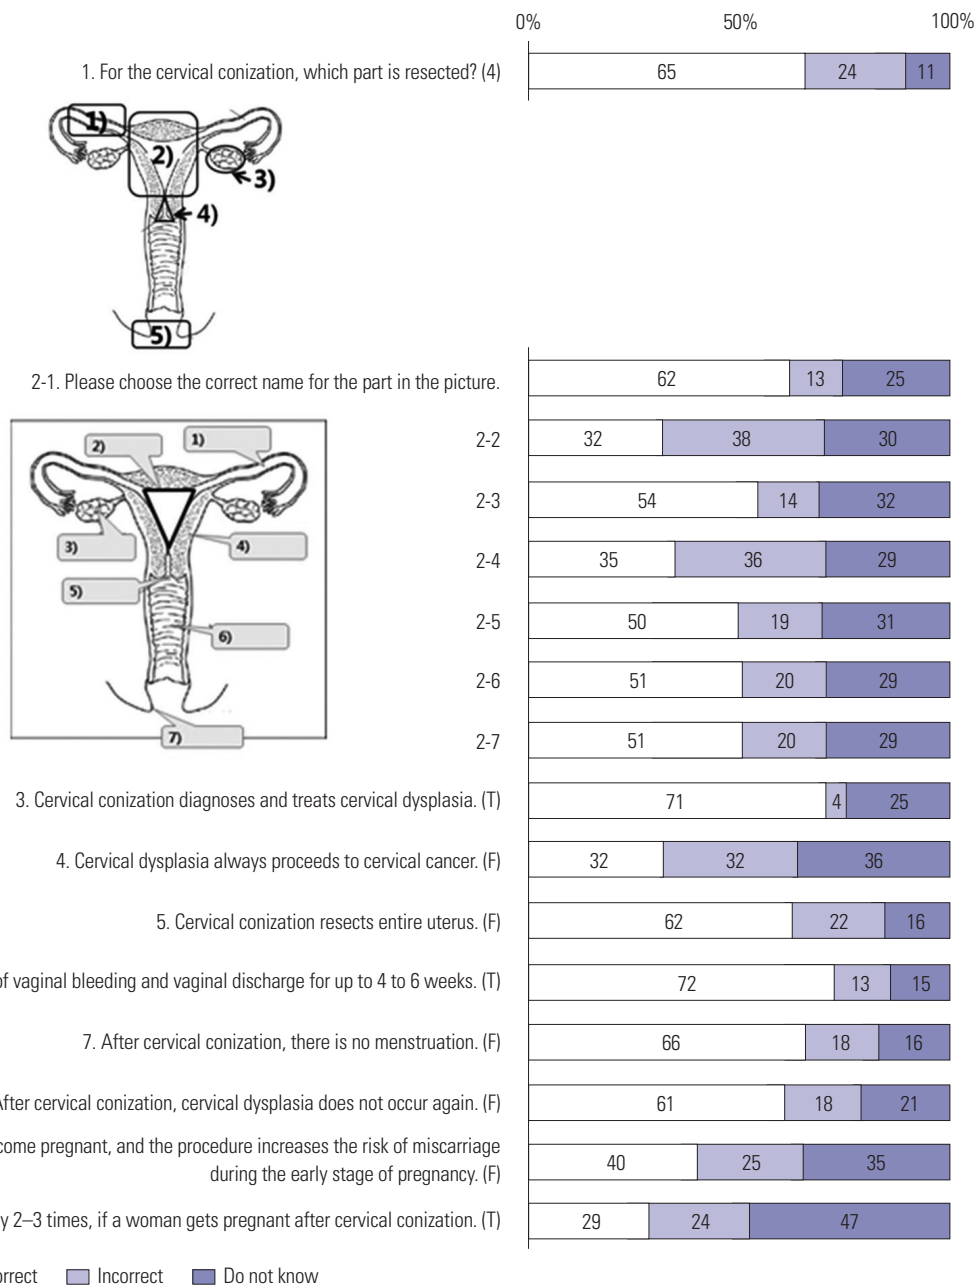 0% 50% 100%
1. For the cervical conization, which part is resected? (4) 65 24 11
1)
2)
3)
4)
5)
2-1. Please choose the correct name for the part in the picture. 62 13 25
2) 1)
3) 4)
5)
6)
7)
2-2 32 38 30
2-3 54 14 32
2-4 35 36 29
2-5 50 19 31
2-6 51 20 29
2-7 51 20 29
3. Cervical conization diagnoses and treats cervical dysplasia. (T) 71 4 25
4. Cervical dysplasia always proceeds to cervical cancer. (F) 32 32 36
5. Cervical conization resects entire uterus. (F) 62 22 16
of vaginal bleeding and vaginal discharge for up to 4 to 6 weeks. (T) 72 13 15
7. After cervical conization, there is no menstruation. (F) 66 18 16
After cervical conization, cervical dysplasia does not occur again. (F) 61 18 21
come pregnant, and the procedure increases the risk of miscarriage
during the early stage of pregnancy. (F) 40 25 35
y 2–3 times, if a woman gets pregnant after cervical conization. (T) 29 24 47
orrect Incorrect Do not know